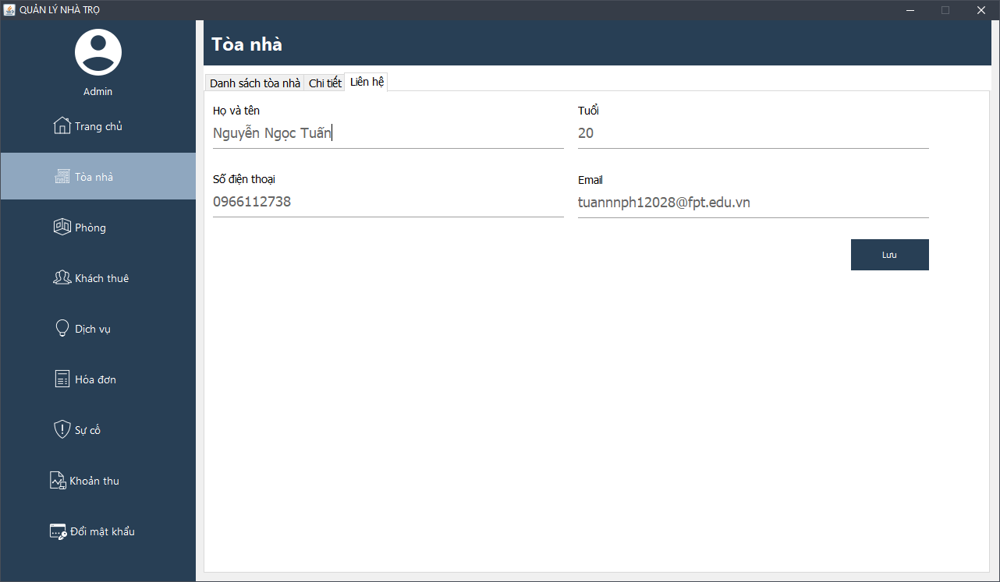 QUẢN LÝ NHÀ TRỌ
Admin
Trang chủ
Tòa nhà
Phòng
Khách thuê
Dịch vụ
Hóa đơn
Sự cố
Khoản thu
Đổi mật khẩu
Tòa nhà
Danh sách tòa nhà Chi tiết Liên hệ
Họ và tên Tuổi
Nguyễn Ngọc Tuấn 20
Số điện thoại Email
0966112738 tuannnph12028@fpt.edu.vn
Lưu